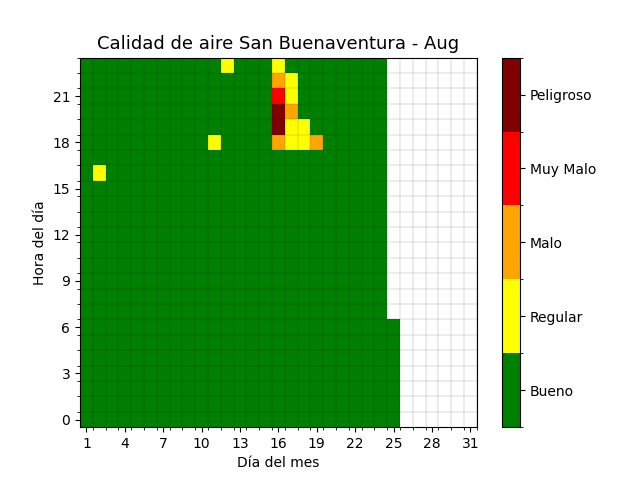 Calidad de aire San Buenaventura - Aug
Hora del día
21
18
15
12
9
6
3
0
1 4 7 10 13 16 19 22 25 28 31
Día del mes
Peligroso
Muy Malo
Malo
Regular
Bueno